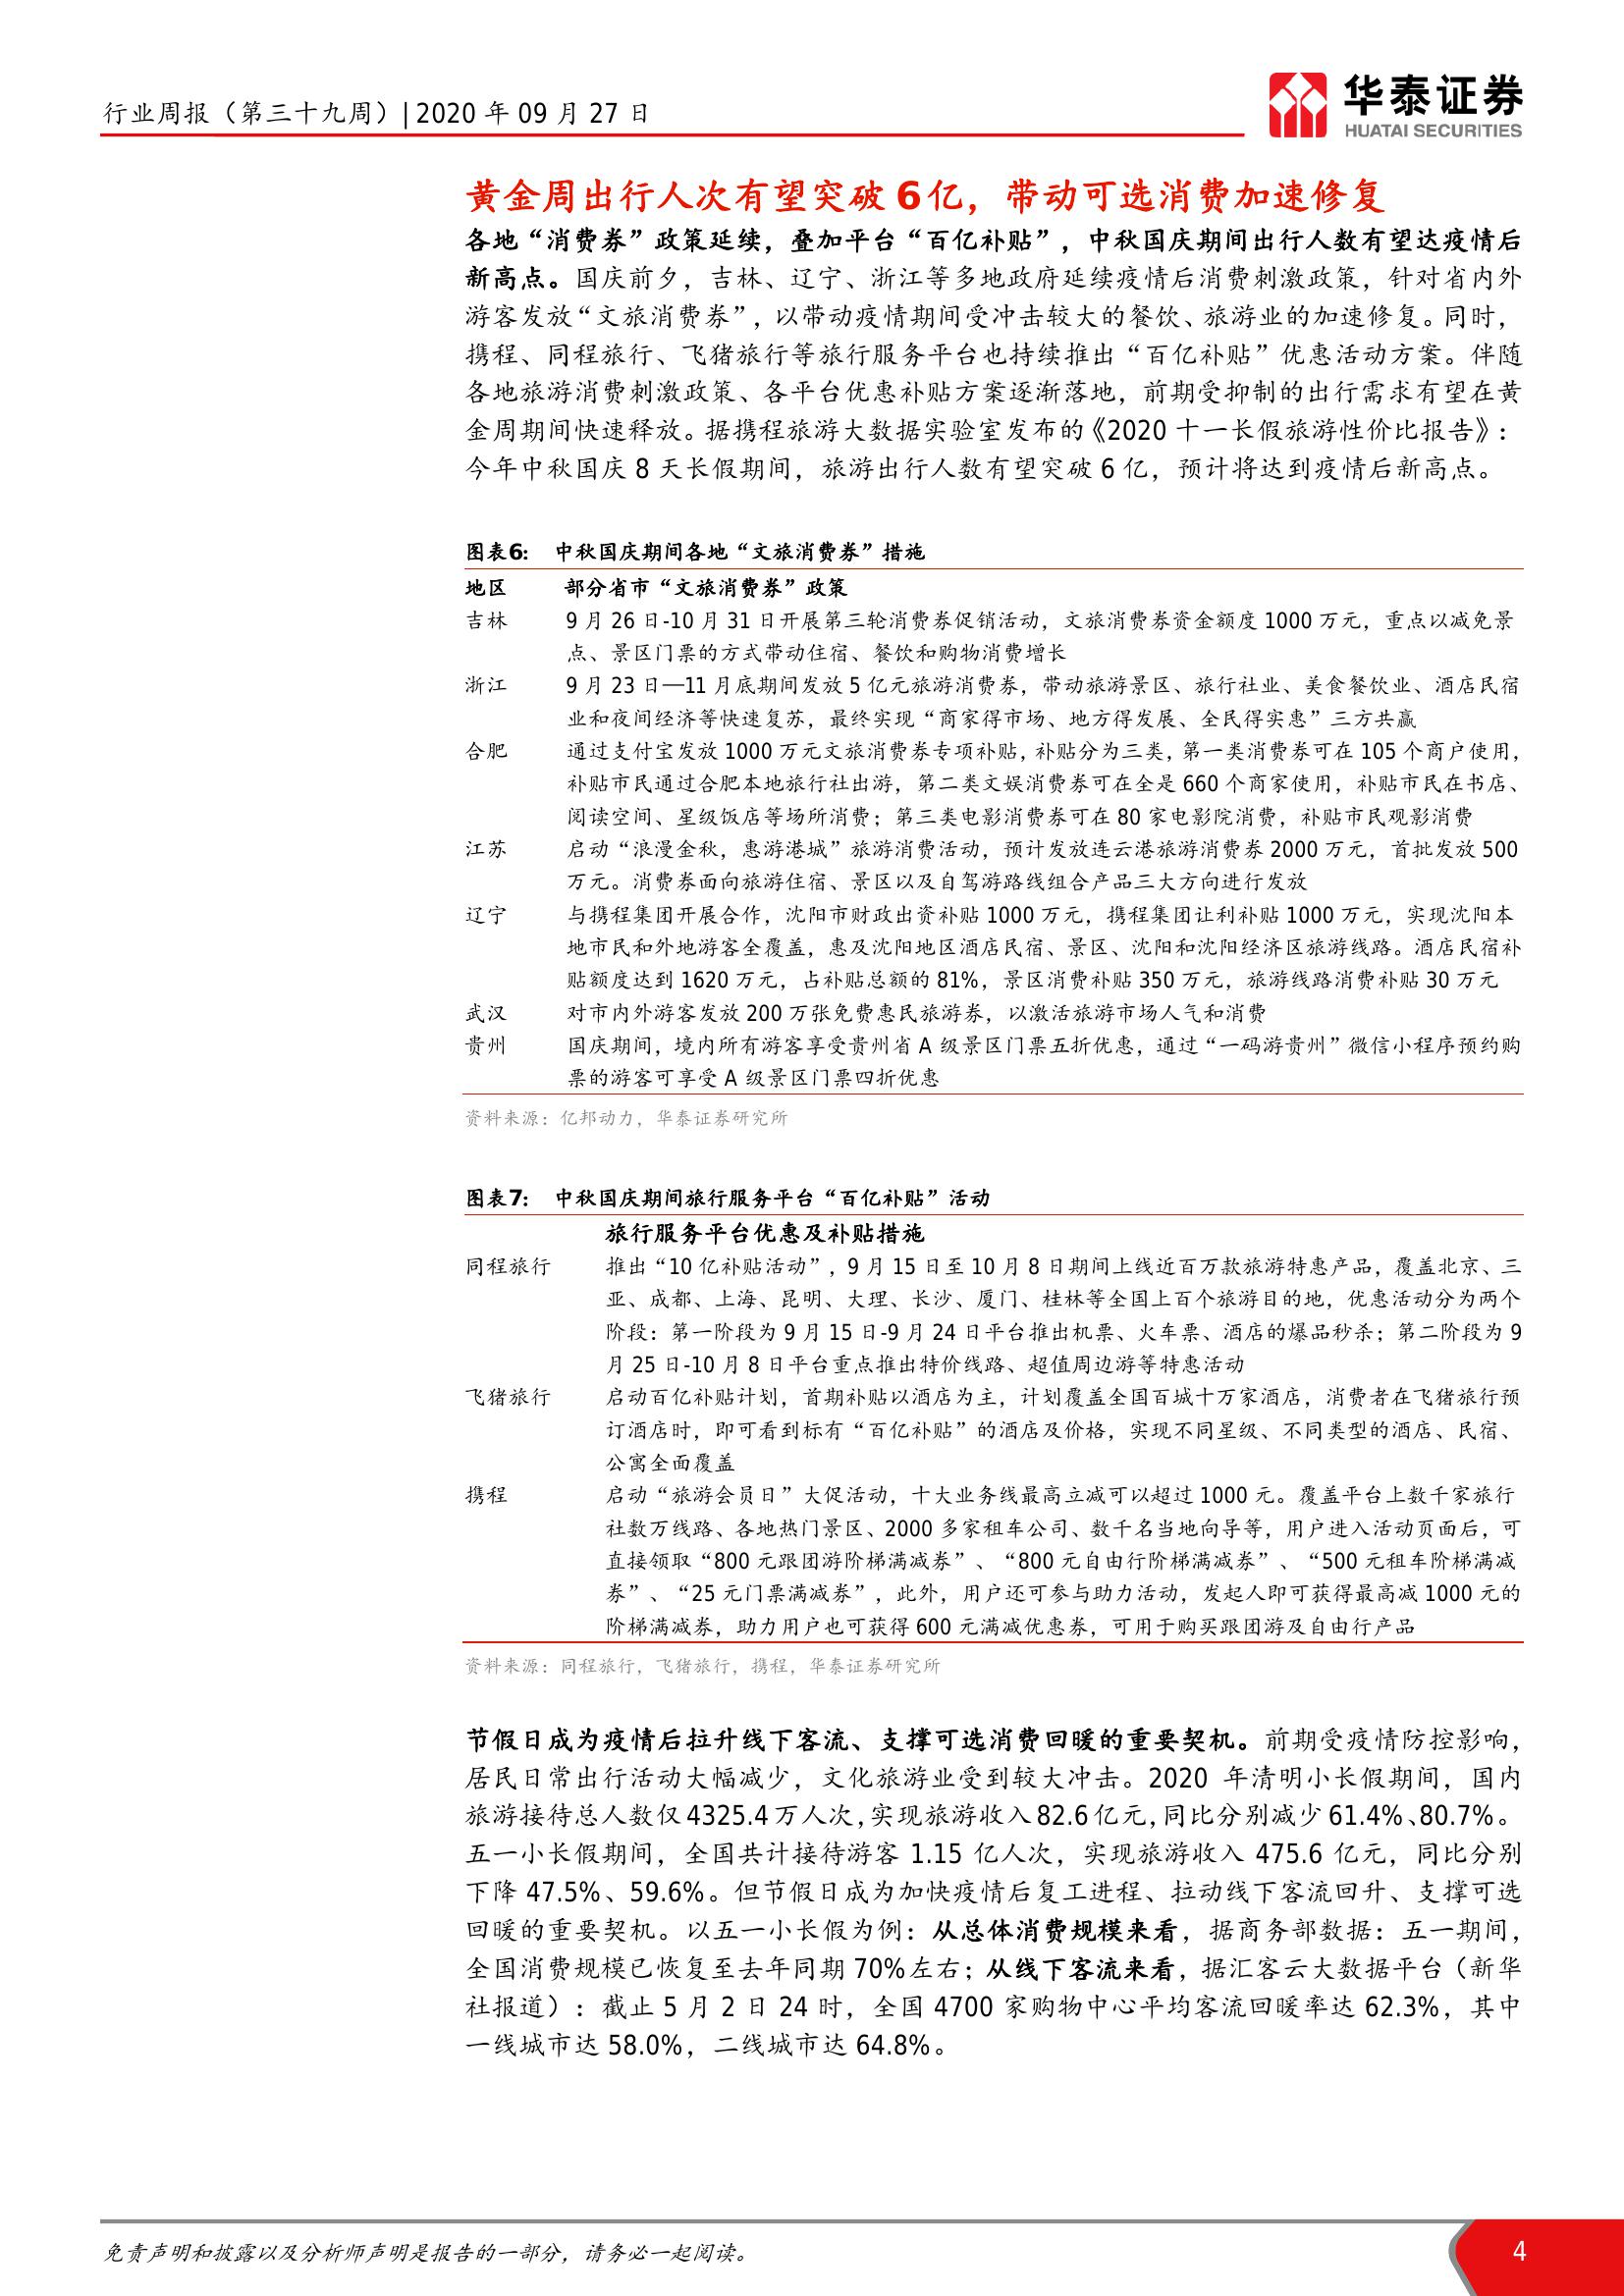 行业周报（第三十九周）| 2020 年 09 月 27 日
华泰证券
HUATAI SECURITIES
黄金周出行人次有望突破 6 亿，带动可选消费加速修复
各地“消费券”政策延续，叠加平台“百亿补贴”，中秋国庆期间出行人数有望达疫情后
新高点。国庆前夕，吉林、辽宁、浙江等多地政府延续疫情后消费刺激政策，针对省内外
游客发放“文旅消费券”，以带动疫情期间受冲击较大的餐饮、旅游业的加速修复。同时，
携程、同程旅行、飞猪旅行等旅行服务平台也持续推出“百亿补贴”优惠活动方案。伴随
各地旅游消费刺激政策、各平台优惠补贴方案逐渐落地，前期受抑制的出行需求有望在黄
金周期间快速释放。据携程旅游大数据实验室发布的《2020 十一长假旅游性价比报告》：
今年中秋国庆 8 天长假期间，旅游出行人数有望突破 6 亿，预计将达到疫情后新高点。
图表6： 中秋国庆期间各地“文旅消费券”措施
地区 部分省市“文旅消费券”政策
吉林 9 月 26 日-10 月 31 日开展第三轮消费券促销活动，文旅消费券资金额度 1000 万元，重点以减免景
点、景区门票的方式带动住宿、餐饮和购物消费增长
浙江 9 月 23 日—11 月底期间发放 5 亿元旅游消费券，带动旅游景区、旅行社业、美食餐饮业、酒店民宿
业和夜间经济等快速复苏，最终实现“商家得市场、地方得发展、全民得实惠”三方共赢
合肥 通过支付宝发放 1000 万元文旅消费券专项补贴，补贴分为三类，第一类消费券可在 105 个商户使用，
补贴市民通过合肥本地旅行社出游，第二类文娱消费券可在全是 660 个商家使用，补贴市民在书店、
阅读空间、星级饭店等场所消费；第三类电影消费券可在 80 家电影院消费，补贴市民观影消费
江苏 启动“浪漫金秋，惠游港城”旅游消费活动，预计发放连云港旅游消费券 2000 万元，首批发放 500
万元。消费券面向旅游住宿、景区以及自驾游路线组合产品三大方向进行发放
辽宁 与携程集团开展合作，沈阳市财政出资补贴 1000 万元，携程集团让利补贴 1000 万元，实现沈阳本
地市民和外地游客全覆盖，惠及沈阳地区酒店民宿、景区、沈阳和沈阳经济区旅游线路。酒店民宿补
贴额度达到 1620 万元，占补贴总额的 81%，景区消费补贴 350 万元，旅游线路消费补贴 30 万元
武汉 对市内外游客发放 200 万张免费惠民旅游券，以激活旅游市场人气和消费
贵州 国庆期间，境内所有游客享受贵州省 A 级景区门票五折优惠，通过“一码游贵州”微信小程序预约购
票的游客可享受 A 级景区门票四折优惠
资料来源：亿邦动力，华泰证券研究所
图表7： 中秋国庆期间旅行服务平台“百亿补贴”活动
旅行服务平台优惠及补贴措施
同程旅行 推出“10 亿补贴活动”，9 月 15 日至 10 月 8 日期间上线近百万款旅游特惠产品，覆盖北京、三
亚、成都、上海、昆明、大理、长沙、厦门、桂林等全国上百个旅游目的地，优惠活动分为两个
阶段：第一阶段为 9 月 15 日-9 月 24 日平台推出机票、火车票、酒店的爆品秒杀；第二阶段为 9
月 25 日-10 月 8 日平台重点推出特价线路、超值周边游等特惠活动
飞猪旅行 启动百亿补贴计划，首期补贴以酒店为主，计划覆盖全国百城十万家酒店，消费者在飞猪旅行预
订酒店时，即可看到标有“百亿补贴”的酒店及价格，实现不同星级、不同类型的酒店、民宿、
公寓全面覆盖
携程 启动“旅游会员日”大促活动，十大业务线最高立减可以超过 1000 元。覆盖平台上数千家旅行
社数万线路、各地热门景区、2000 多家租车公司、数千名当地向导等，用户进入活动页面后，可
直接领取“800 元跟团游阶梯满减券”、“800 元自由行阶梯满减券”、“500 元租车阶梯满减
券”、“25 元门票满减券”，此外，用户还可参与助力活动，发起人即可获得最高减 1000 元的
阶梯满减券，助力用户也可获得 600 元满减优惠券，可用于购买跟团游及自由行产品
资料来源：同程旅行，飞猪旅行，携程，华泰证券研究所
节假日成为疫情后拉升线下客流、支撑可选消费回暖的重要契机。前期受疫情防控影响，
居民日常出行活动大幅减少，文化旅游业受到较大冲击。2020 年清明小长假期间，国内
旅游接待总人数仅 4325.4 万人次，实现旅游收入 82.6 亿元，同比分别减少 61.4%、80.7%。
五一小长假期间，全国共计接待游客 1.15 亿人次，实现旅游收入 475.6 亿元，同比分别
下降 47.5%、59.6%。但节假日成为加快疫情后复工进程、拉动线下客流回升、支撑可选
回暖的重要契机。以五一小长假为例：从总体消费规模来看，据商务部数据：五一期间，
全国消费规模已恢复至去年同期 70%左右；从线下客流来看，据汇客云大数据平台（新华
社报道）：截止 5 月 2 日 24 时，全国 4700 家购物中心平均客流回暖率达 62.3%，其中
一线城市达 58.0%，二线城市达 64.8%。
免责声明和披露以及分析师声明是报告的一部分，请务必一起阅读。
4